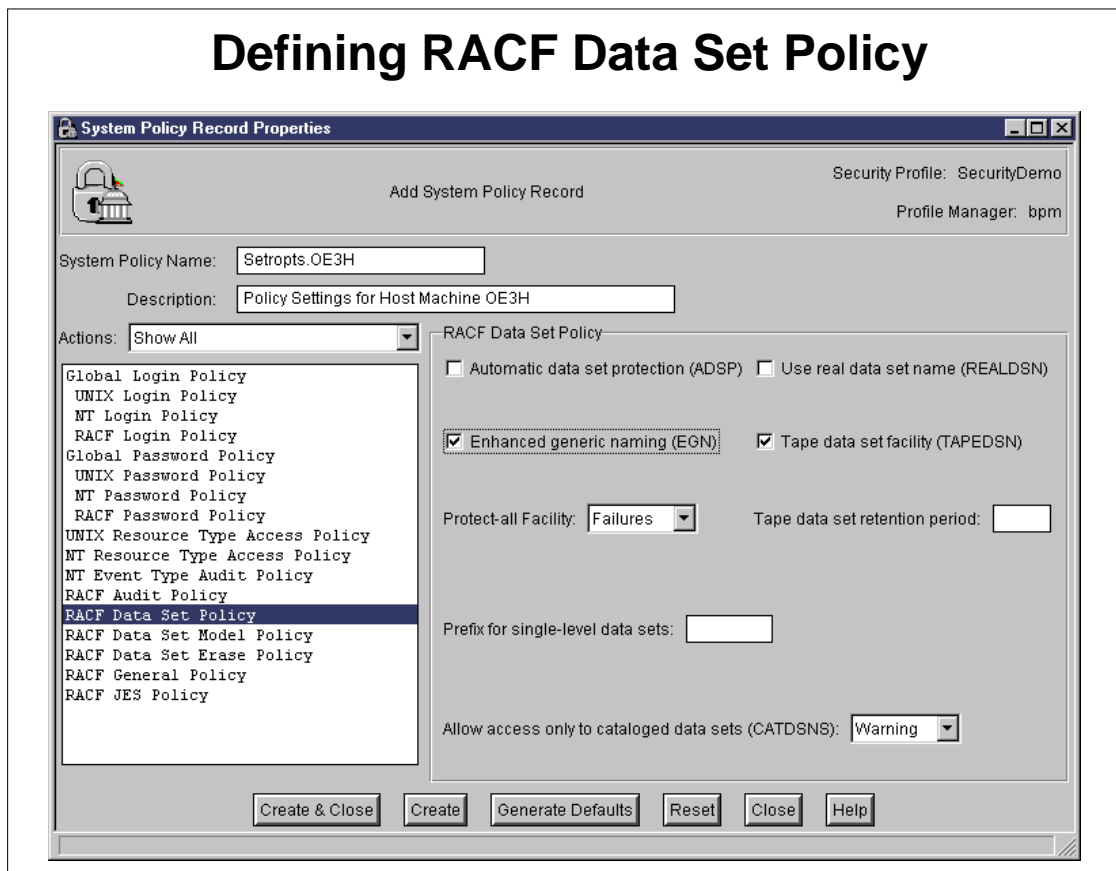 Defining RACF Data Set Policy
System Policy Record Properties
Add System Policy Record
Security Profile: SecurityDemo
Profile Manager: bpm
System Policy Name: Setropts.OE3H
Description: Policy Settings for Host Machine OE3H
Actions: Show All
Global Login Policy
UNIX Login Policy
NT Login Policy
RACF Login Policy
Global Password Policy
UNIX Password Policy
NT Password Policy
RACF Password Policy
UNIX Resource Type Access Policy
NT Resource Type Access Policy
NT Event Type Audit Policy
RACF Audit Policy
RACF Data Set Policy
RACF Data Set Model Policy
RACF Data Set Erase Policy
RACF General Policy
RACF JES Policy
RACF Data Set Policy
Automatic data set protection (ADSP) Use real data set name (REALDSN)
Enhanced generic naming (EGN) Tape data set facility (TAPEDSN)
Protect-all Facility: Failures Tape data set retention period:
Prefix for single-level data sets:
Allow access only to cataloged data sets (CATDSNS): Warning
Create & Close Create Generate Defaults Reset Close Help